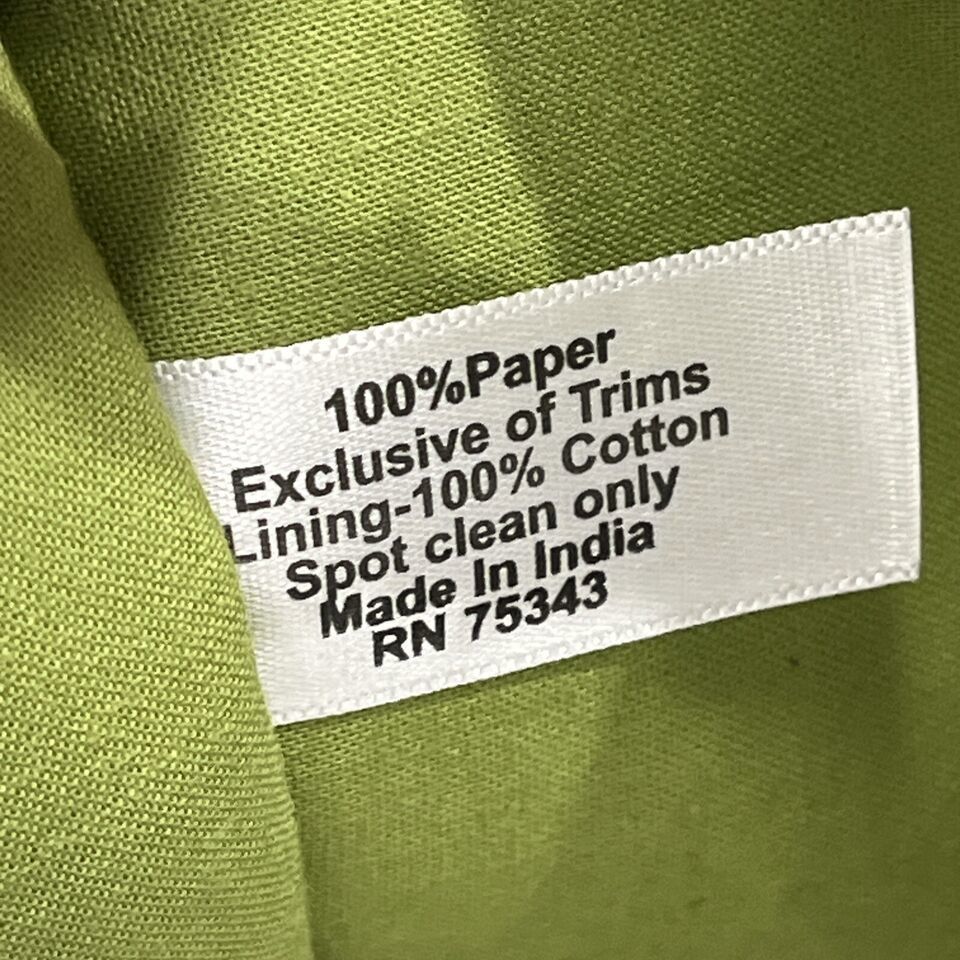 100%Paper
Exclusive of Trims
Lining-100% Cotton
Spot clean only
Made In India
RN 75343